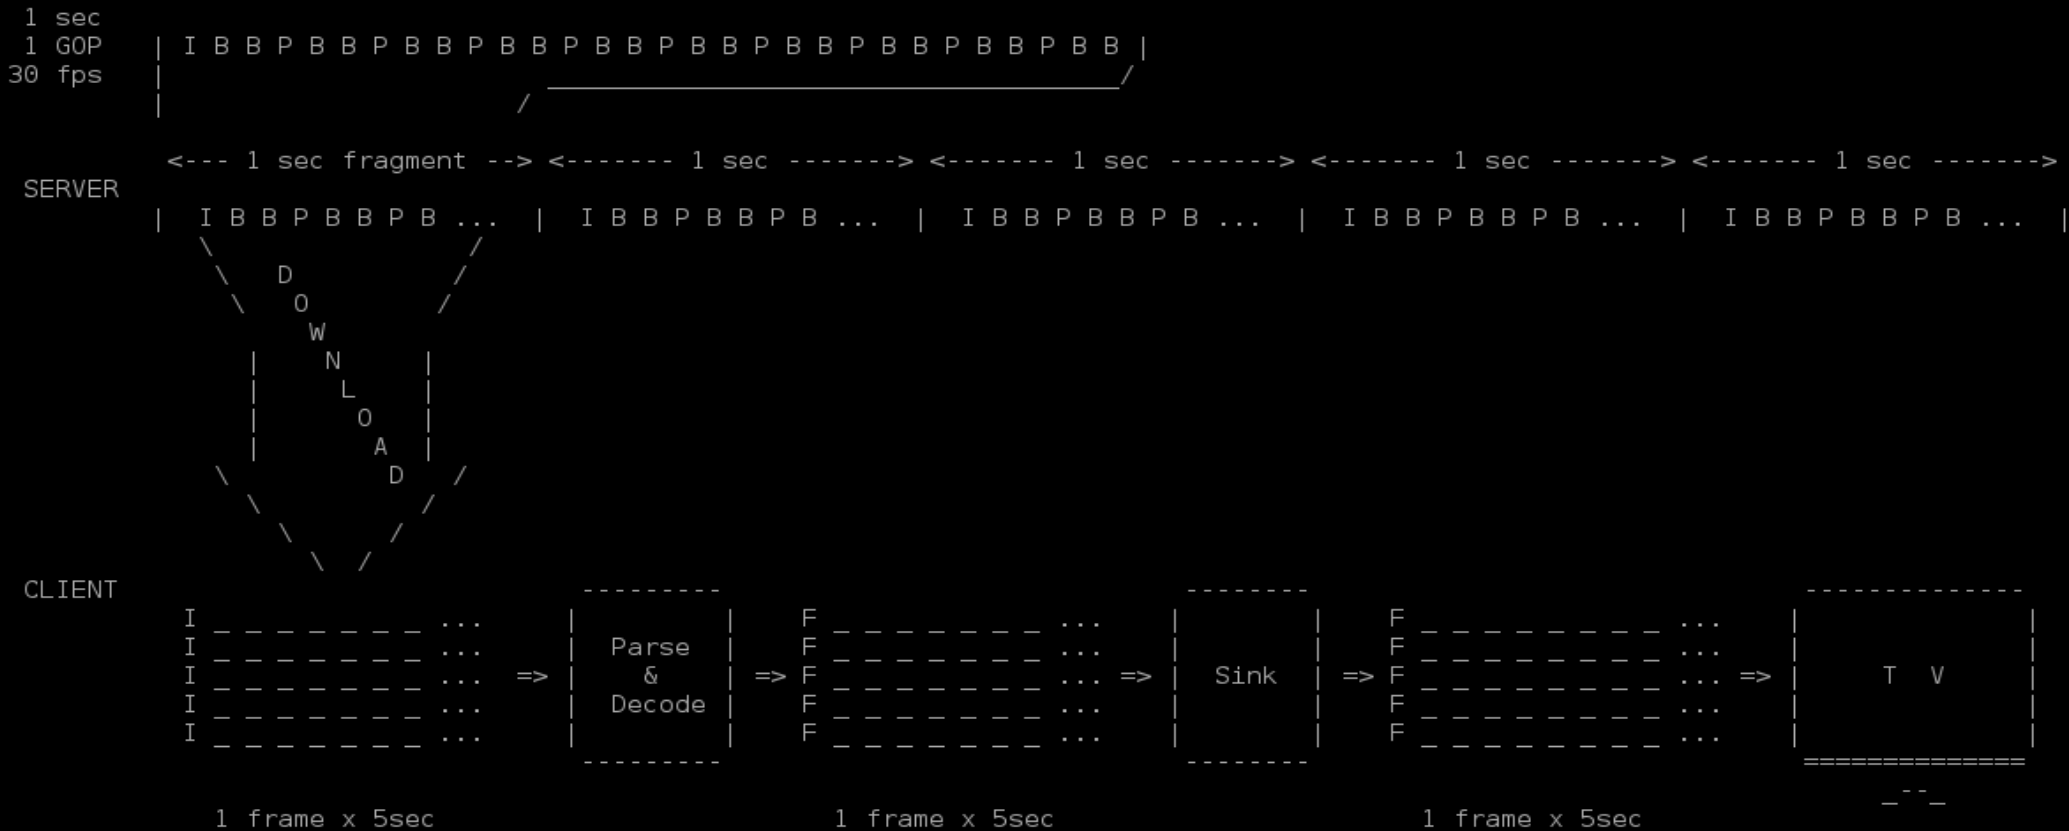 1 sec
1 GOP | I B B P B B P B B P B B P B B P B B P B B P B B P B B P B B |
30 fps
<--- 1 sec fragment --> <------- 1 sec -------> <------- 1 sec -------> <------- 1 sec -------> <------- 1 sec ------->
SERVER
| I B B P B B P B ... | I B B P B B P B ... | I B B P B B P B ... | I B B P B B P B ... | I B B P B B P B ... |
D
O
W
N
L
O
A
D
CLIENT
I _ _ _ _ _ _ _ ... | | F _ _ _ _ _ _ _ ... | | F _ _ _ _ _ _ _ _ ... | |
I _ _ _ _ _ _ _ ... | Parse | F _ _ _ _ _ _ _ ... | | F _ _ _ _ _ _ _ _ ... | |
I _ _ _ _ _ _ _ ... => | & | => F _ _ _ _ _ _ _ ... => | Sink | => F _ _ _ _ _ _ _ _ ... => | T V |
I _ _ _ _ _ _ _ ... | Decode | F _ _ _ _ _ _ _ ... | | F _ _ _ _ _ _ _ _ ... | |
I _ _ _ _ _ _ _ ... | | F _ _ _ _ _ _ _ ... | | F _ _ _ _ _ _ _ _ ... | |
1 frame x 5sec 1 frame x 5sec 1 frame x 5sec